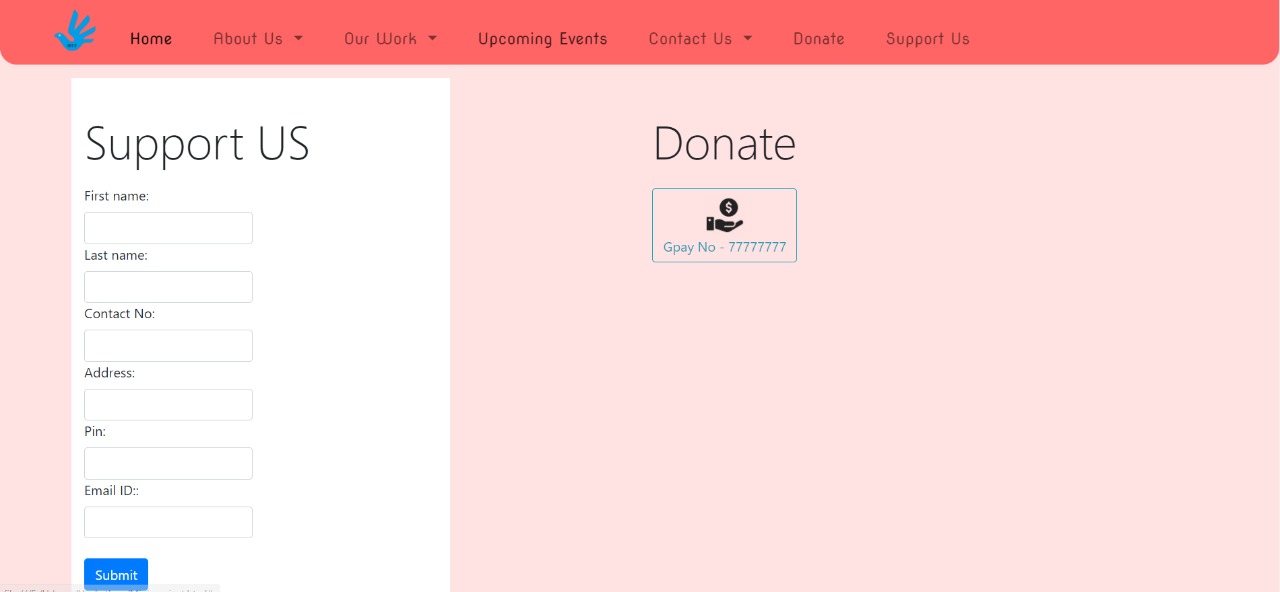 Home About Us Our Work Upcoming Events Contact Us Donate Support Us
Support US
First name:
Last name:
Contact No:
Address:
Pin:
Email ID::
Submit
Donate
$
Gpay No - 77777777